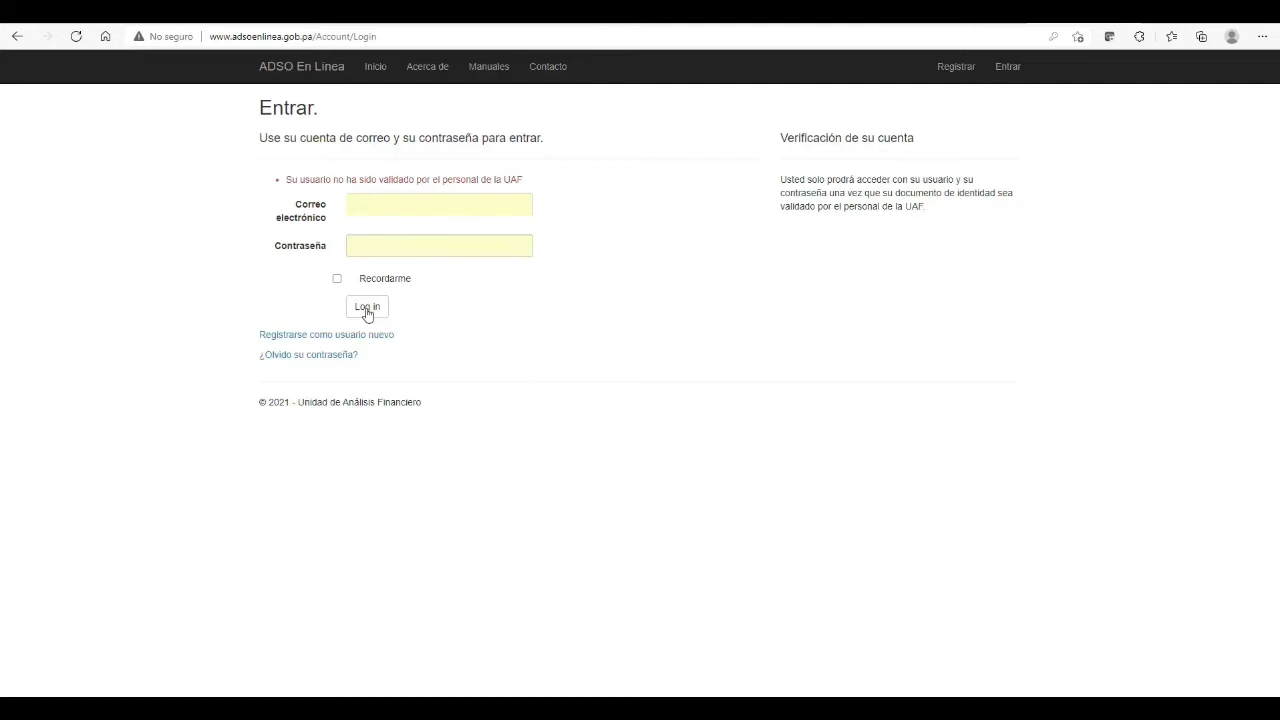 No seguro www.adsoenlinea.gob.pa/Account/Login
ADSO En Línea Inicio Acerca de Manuales Contacto Registrar Entrar
Entrar.
Use su cuenta de correo y su contraseña para entrar.
Su usuario no ha sido validado por el personal de la UAF
Correo
electrónico
Contraseña
Recordarme
Log in
Registrarse como usuario nuevo
¿Olvido su contraseña?
Verificación de su cuenta
Usted solo prodrá acceder con su usuario y su
contraseña una vez que su documento de identidad sea
validado por el personal de la UAF.
© 2021 - Unidad de Análisis Financiero